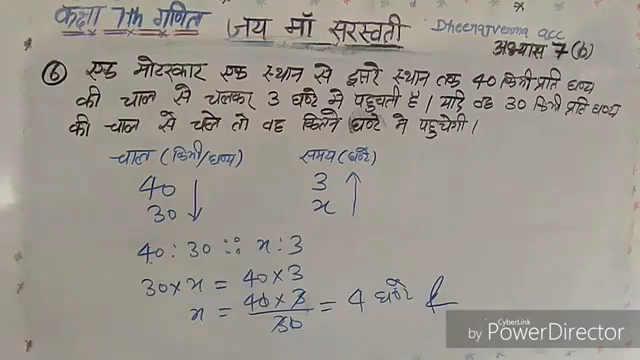 कक्षा 7th गणित
जय माँ सरस्वती
Dheerajverma acc
अभ्यास 7(b)
⑥ एक मोटरकार एक स्थान से दूसरे स्थान तक 40 किमी प्रति घण्टा
की चाल से चलकर 3 घण्टे में पहुचती है। यदि वह 30 किमी प्रति घण्टा
की चाल से चले तो वह कितने घण्टे मे पहुचेगी।
चाल (किमी/घण्टा) समय (घंटे)
40 ↓ 3 ↑
30 x
40 : 30 :: x : 3
30 × x = 40 × 3
x = 40 × 3 / 30 = 4 घंटे
CyberLink
by PowerDirector